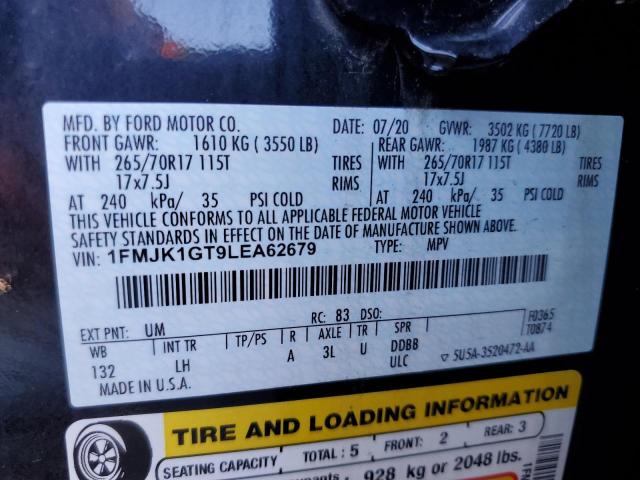 MFD. BY FORD MOTOR CO. DATE: 07/20 GVWR: 3502 KG ( 7720 LB)
FRONT GAWR: 1610 KG ( 3550 LB) REAR GAWR: 1987 KG ( 4380 LB)
WITH 265/70R17 115T TIRES 265/70R17 115T TIRES
17x7.5J RIMS 17x7.5J RIMS
AT 240 kPa/ 35 PSI COLD AT 240 kPa/ 35 PSI COLD
THIS VEHICLE CONFORMS TO ALL APPLICABLE FEDERAL MOTOR VEHICLE
SAFETY STANDARDS IN EFFECT ON THE DATE OF MANUFACTURE SHOWN ABOVE.
VIN: 1FMJK1GT9LEA62679 TYPE: MPV
EXT PNT: UM RC: 83 DSO: F0365
T0874
WB INT TR TP/PS R AXLE TR SPR
132 LH A 3L U DDBB
ULC ▽ 5U5A-3520472-AA
MADE IN U.S.A.
TIRE AND LOADING INFORMATION
SEATING CAPACITY TOTAL : 5 FRONT: 2 REAR: 3
928 kg or 2048 lbs.